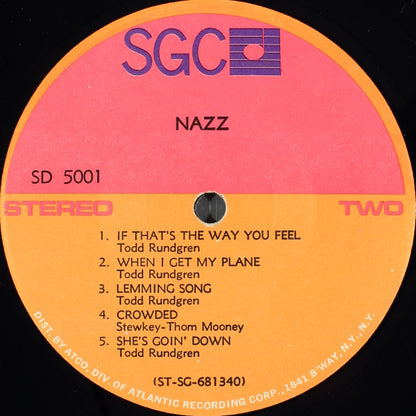 SGC
NAZZ
SD 5001
STEREO TWO
1. IF THAT'S THE WAY YOU FEEL
Todd Rundgren
2. WHEN I GET MY PLANE
Todd Rundgren
3. LEMMING SONG
Todd Rundgren
4. CROWDED
Stewkey-Thom Mooney
5. SHE'S GOIN' DOWN
Todd Rundgren
(ST-SG-681340)
DIST. BY ATCO, DIV. OF ATLANTIC RECORDING CORP., 1841 B'WAY, N.Y., N.Y.